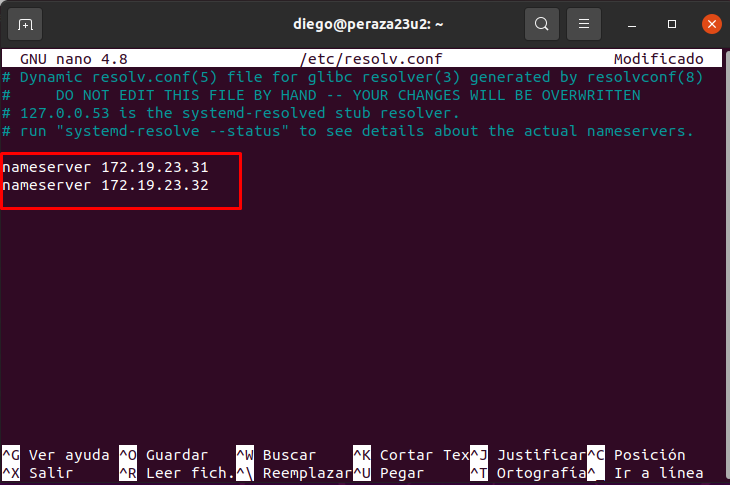 diego@peraza23u2: ~
GNU nano 4.8 /etc/resolv.conf Modificado
# Dynamic resolv.conf(5) file for glibc resolver(3) generated by resolvconf(8)
#     DO NOT EDIT THIS FILE BY HAND -- YOUR CHANGES WILL BE OVERWRITTEN
# 127.0.0.53 is the systemd-resolved stub resolver.
# run "systemd-resolve --status" to see details about the actual nameservers.
nameserver 172.19.23.31
nameserver 172.19.23.32
^G Ver ayuda ^O Guardar ^W Buscar ^K Cortar Tex^J Justificar^C Posición
^X Salir ^R Leer fich.^\ Reemplazar^U Pegar ^T Ortografía^_ Ir a línea